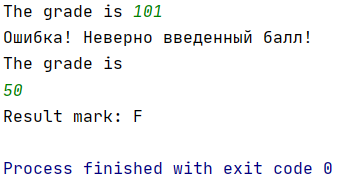 The grade is 101
Ошибка! Неверно введенный балл!
The grade is
50
Result mark: F
Process finished with exit code 0